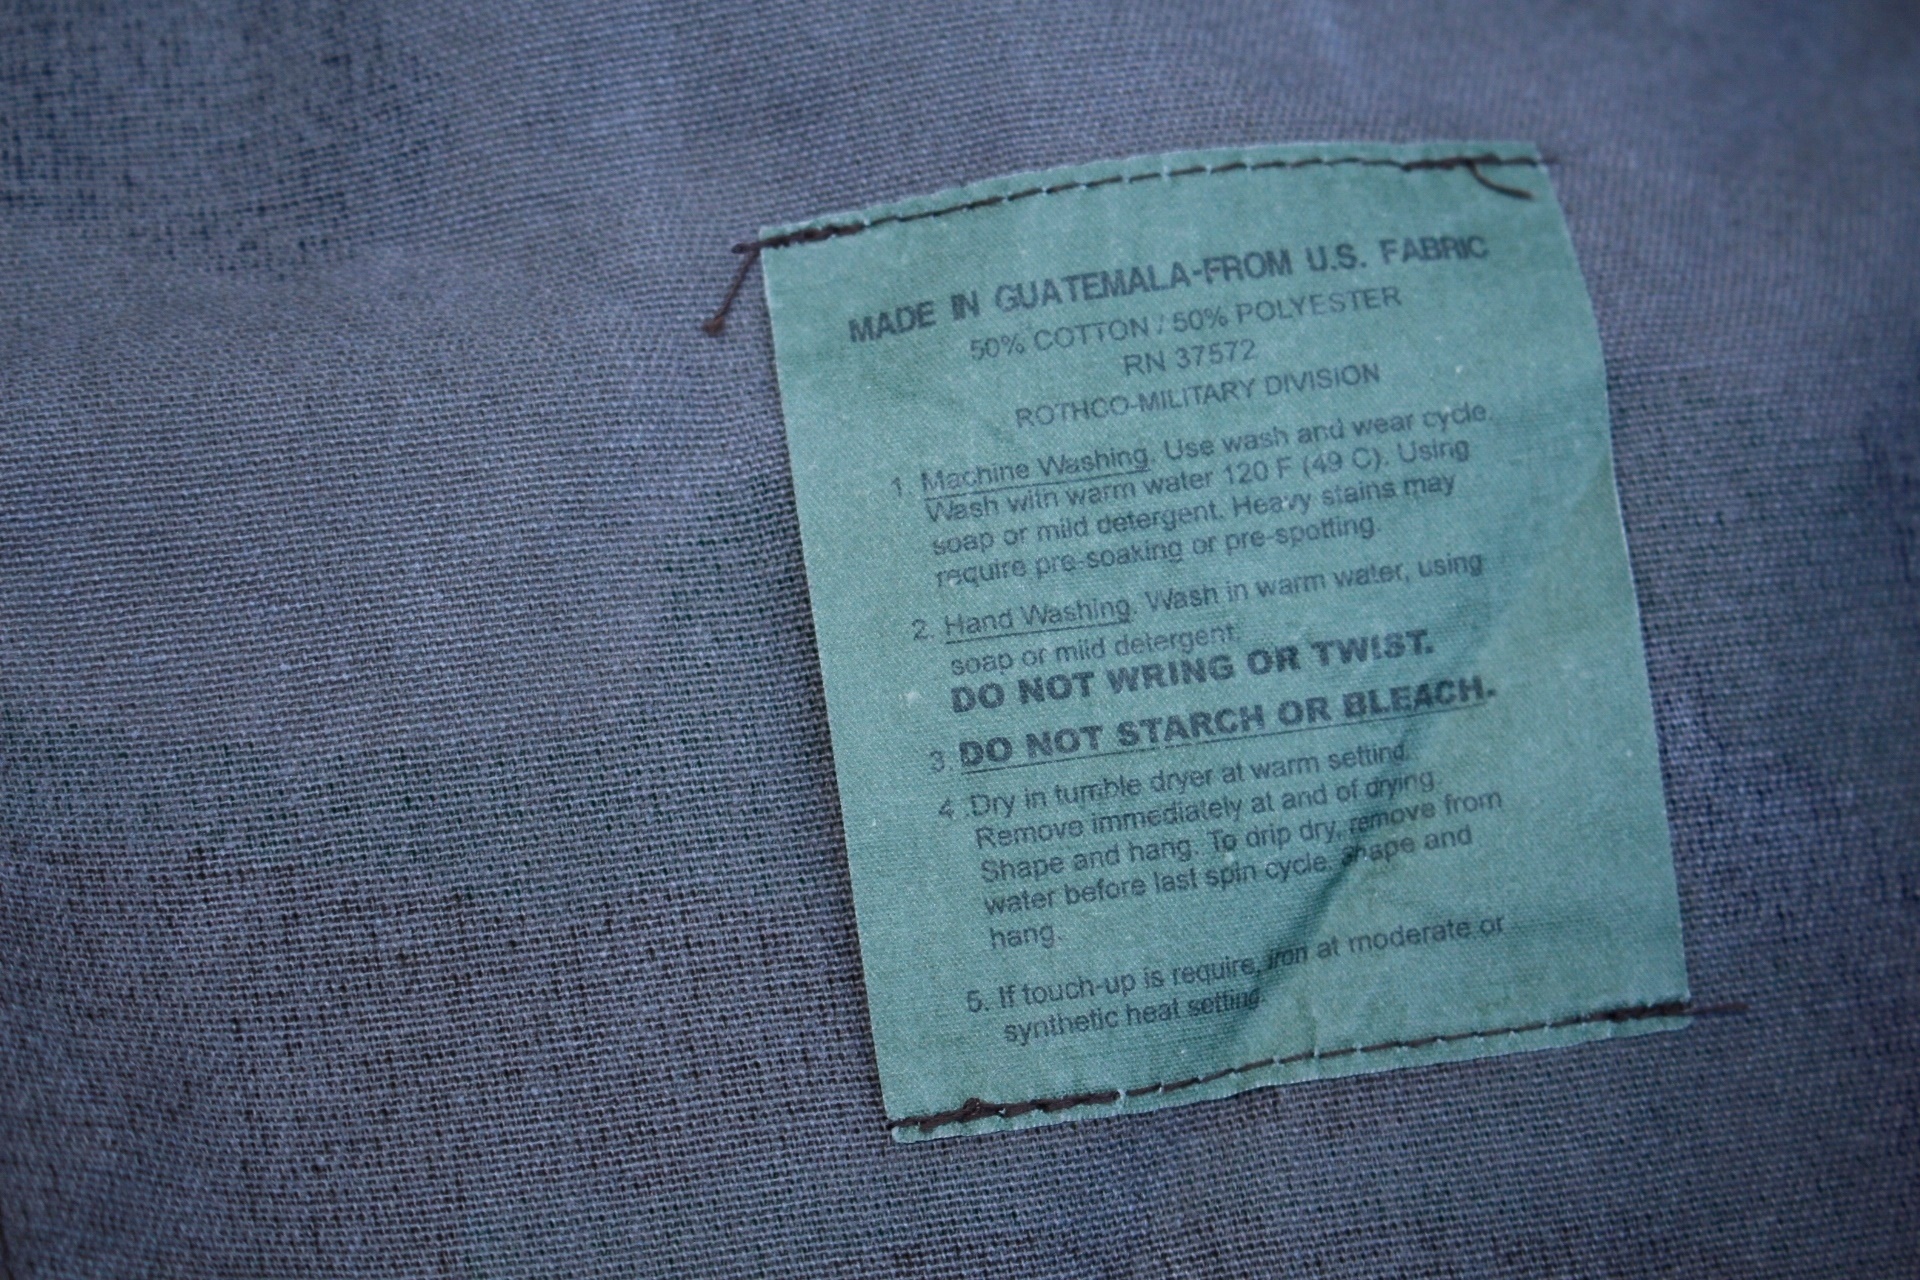 MADE IN GUATEMALA-FROM U.S. FABRIC
50% COTTON / 50% POLYESTER
RN 37572
ROTHCO-MILITARY DIVISION
1. Machine Washing. Use wash and wear cycle.
Wash with warm water 120 F (49 C). Using
soap or mild detergent. Heavy stains may
require pre-soaking or pre-spotting.
2. Hand Washing. Wash in warm water, using
soap or mild detergent.
DO NOT WRING OR TWIST.
3. DO NOT STARCH OR BLEACH.
4 .Dry in tumble dryer at warm setting.
Remove immediately at and of drying.
Shape and hang. To drip dry, remove from
water before last spin cycle, shape and
hang.
5. If touch-up is require, iron at moderate or
synthetic heat setting.